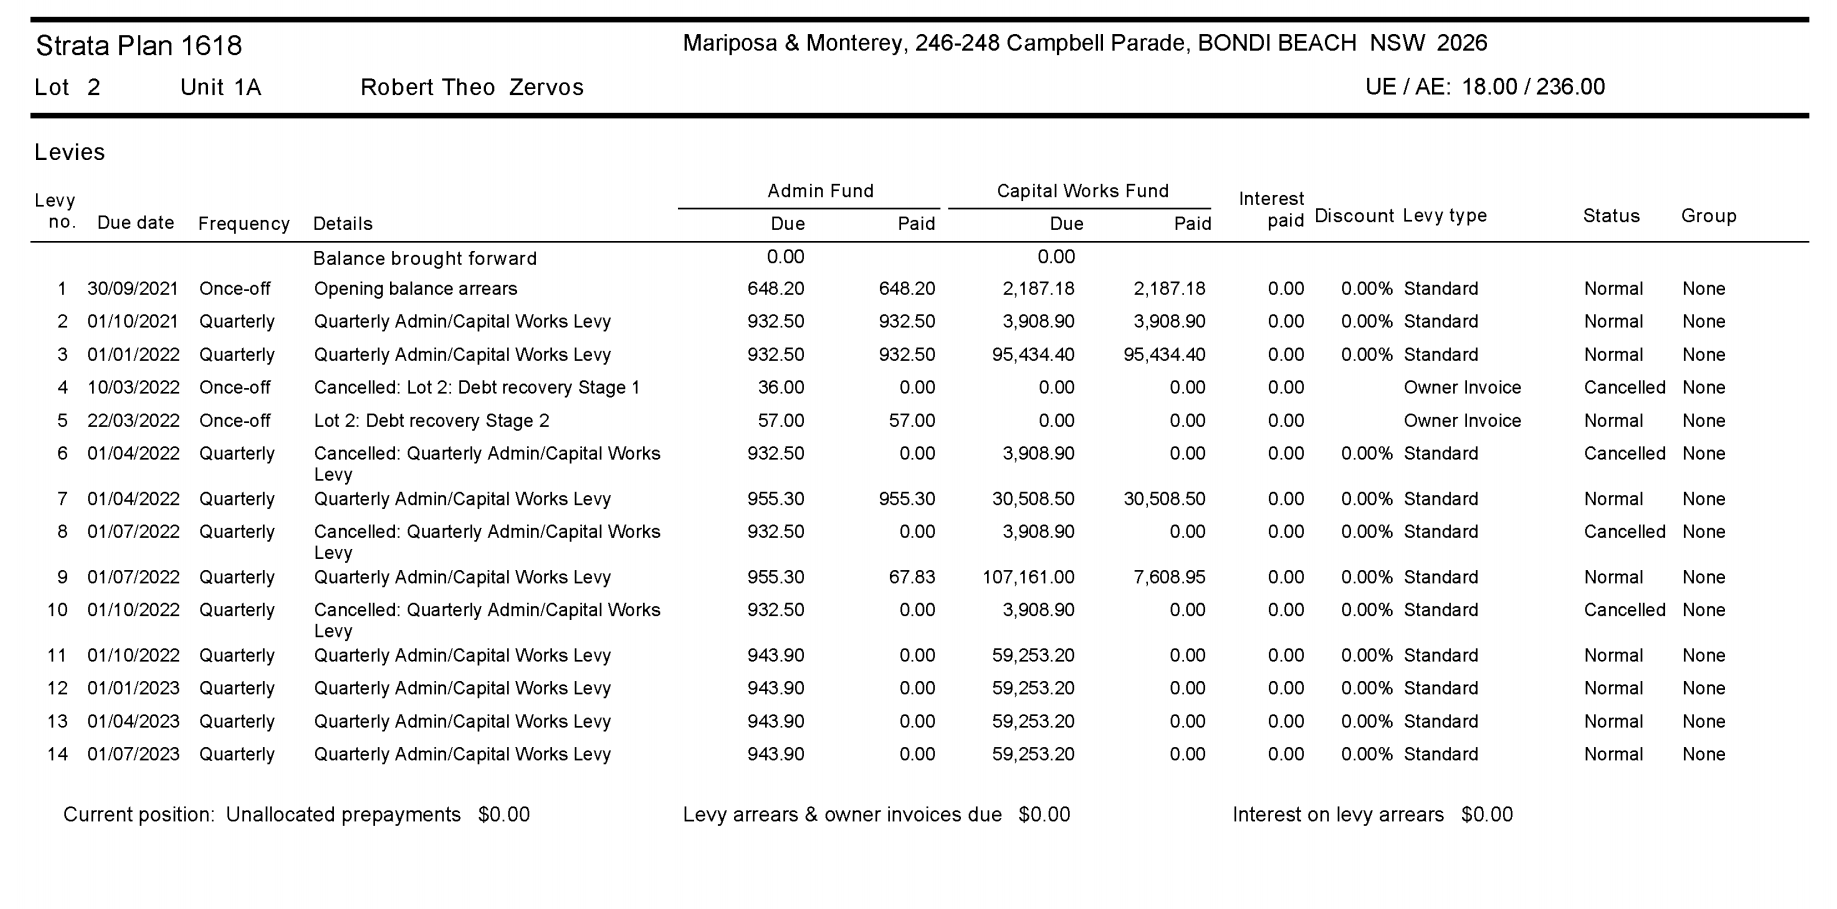 Strata Plan 1618 Mariposa & Monterey, 246-248 Campbell Parade, BONDI BEACH NSW 2026
Lot 2 Unit 1A Robert Theo Zervos UE / AE: 18.00 / 236.00
Levies
Admin Fund Capital Works Fund
Levy no. Due date Frequency Details Due Paid Due Paid Interest paid Discount Levy type Status Group
Balance brought forward 0.00 0.00
1 30/09/2021 Once-off Opening balance arrears 648.20 648.20 2,187.18 2,187.18 0.00 0.00% Standard Normal None
2 01/10/2021 Quarterly Quarterly Admin/Capital Works Levy 932.50 932.50 3,908.90 3,908.90 0.00 0.00% Standard Normal None
3 01/01/2022 Quarterly Quarterly Admin/Capital Works Levy 932.50 932.50 95,434.40 95,434.40 0.00 0.00% Standard Normal None
4 10/03/2022 Once-off Cancelled: Lot 2: Debt recovery Stage 1 36.00 0.00 0.00 0.00 0.00 Owner Invoice Cancelled None
5 22/03/2022 Once-off Lot 2: Debt recovery Stage 2 57.00 57.00 0.00 0.00 0.00 Owner Invoice Normal None
6 01/04/2022 Quarterly Cancelled: Quarterly Admin/Capital Works 932.50 0.00 3,908.90 0.00 0.00 0.00% Standard Cancelled None
Levy
7 01/04/2022 Quarterly Quarterly Admin/Capital Works Levy 955.30 955.30 30,508.50 30,508.50 0.00 0.00% Standard Normal None
8 01/07/2022 Quarterly Cancelled: Quarterly Admin/Capital Works 932.50 0.00 3,908.90 0.00 0.00 0.00% Standard Cancelled None
Levy
9 01/07/2022 Quarterly Quarterly Admin/Capital Works Levy 955.30 67.83 107,161.00 7,608.95 0.00 0.00% Standard Normal None
10 01/10/2022 Quarterly Cancelled: Quarterly Admin/Capital Works 932.50 0.00 3,908.90 0.00 0.00 0.00% Standard Cancelled None
Levy
11 01/10/2022 Quarterly Quarterly Admin/Capital Works Levy 943.90 0.00 59,253.20 0.00 0.00 0.00% Standard Normal None
12 01/01/2023 Quarterly Quarterly Admin/Capital Works Levy 943.90 0.00 59,253.20 0.00 0.00 0.00% Standard Normal None
13 01/04/2023 Quarterly Quarterly Admin/Capital Works Levy 943.90 0.00 59,253.20 0.00 0.00 0.00% Standard Normal None
14 01/07/2023 Quarterly Quarterly Admin/Capital Works Levy 943.90 0.00 59,253.20 0.00 0.00 0.00% Standard Normal None
Current position: Unallocated prepayments $0.00 Levy arrears & owner invoices due $0.00 Interest on levy arrears $0.00